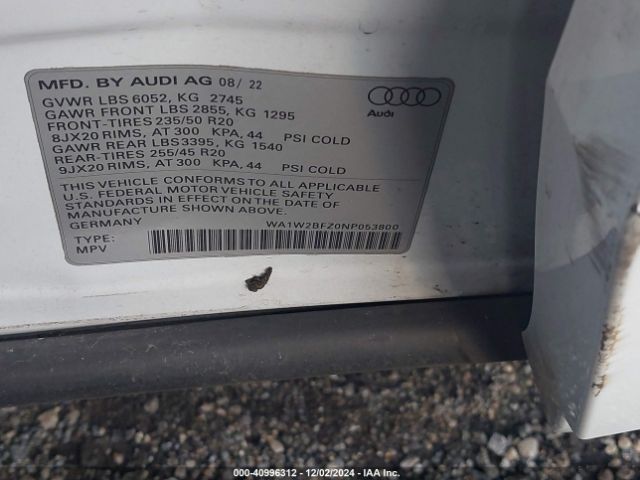 MFD. BY AUDI AG 08/ 22
GVWR LBS 6052, KG 2745
GAWR FRONT LBS 2855, KG 1295
FRONT-TIRES 235/50 R20
8JX20 RIMS, AT 300 KPA, 44 PSI COLD
GAWR REAR LBS3395, KG 1540
REAR-TIRES 255/45 R20
9JX20 RIMS, AT 300 KPA, 44 PSI COLD
Audi
THIS VEHICLE CONFORMS TO ALL APPLICABLE
U.S. FEDERAL MOTOR VEHICLE SAFETY
STANDARDS IN EFFECT ON THE DATE OF
MANUFACTURE SHOWN ABOVE.
GERMANY WA1W2BFZ0NP053800
TYPE:
MPV
000-40996312 - 12/02/2024 - IAA Inc.